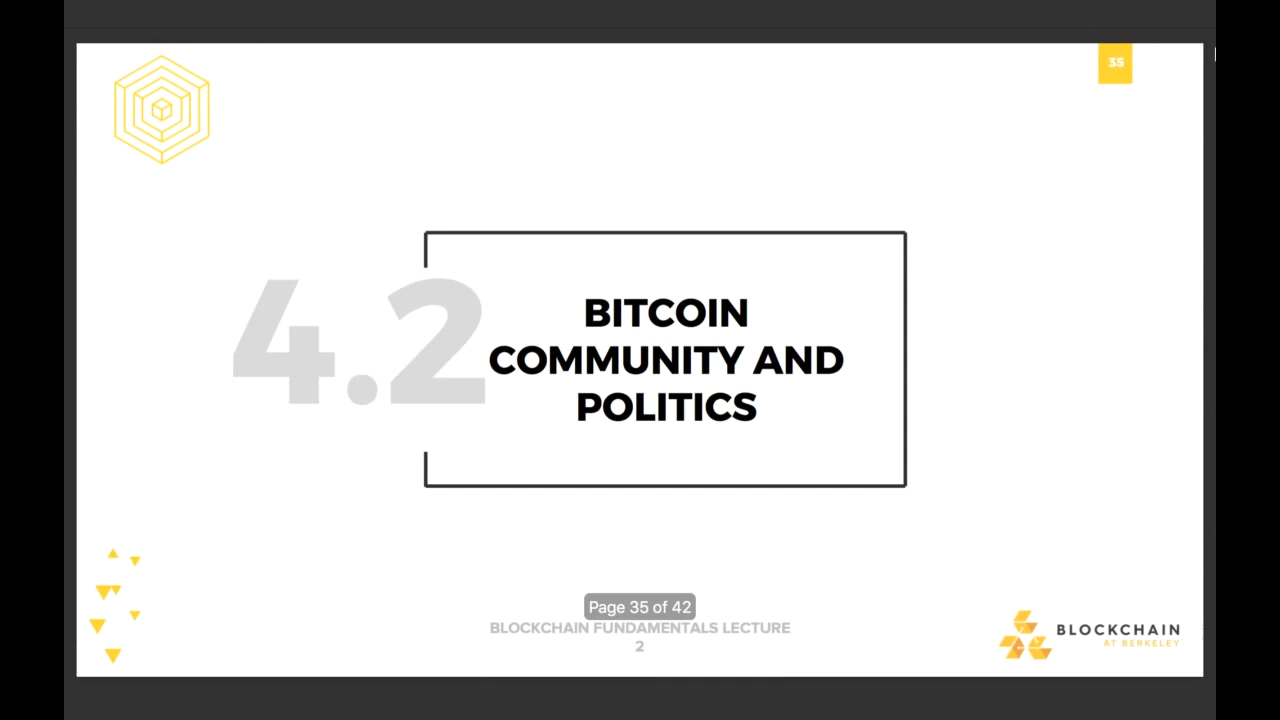 35
4.2
BITCOIN
COMMUNITY AND
POLITICS
Page 35 of 42
BLOCKCHAIN FUNDAMENTALS LECTURE
2
BLOCKCHAIN
AT BERKELEY